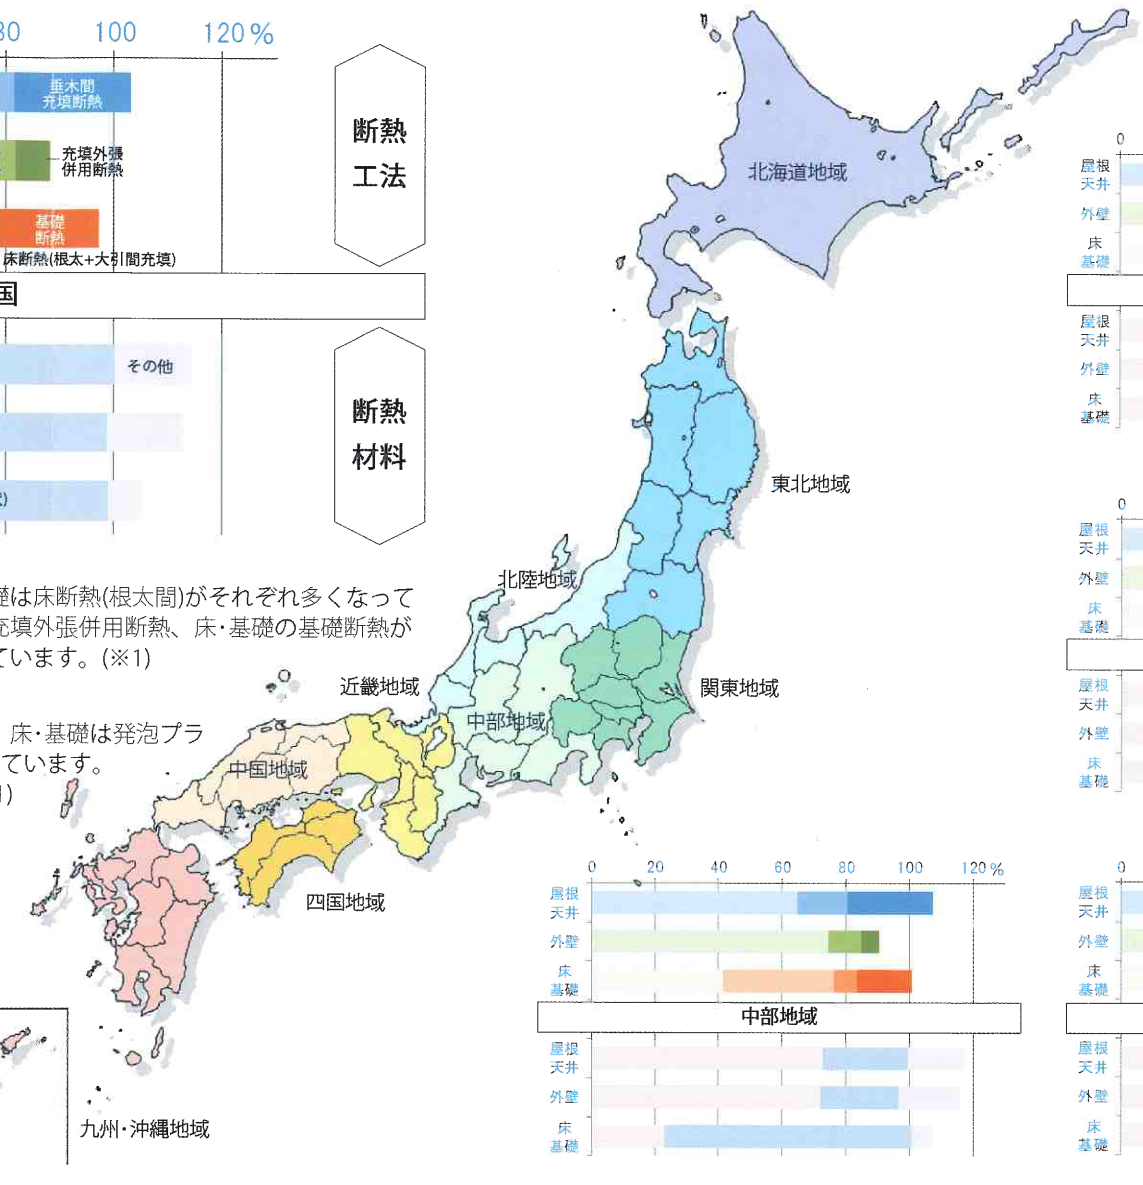 80 100 120%
垂木間
充填断熱
充填外張
併用断熱
基礎
断熱
床断熱(根太+大引間充填)
断熱
工法
国
その他
断熱
材料
礎は床断熱(根太間)がそれぞれ多くなって
充填外張併用断熱、床・基礎の基礎断熱が
ています。(※1)
床・基礎は発泡プラ
ています。
北海道地域
東北地域
北陸地域
関東地域
近畿地域
中部地域
中国地域
四国地域
九州・沖縄地域
0 20 40 60 80 100 120%
屋根
天井
外壁
床
基礎
中部地域
屋根
天井
外壁
床
基礎
0
屋根
天井
外壁
床
基礎
屋根
天井
外壁
床
基礎
0
屋根
天井
外壁
床
基礎
屋根
天井
外壁
床
基礎
0
屋根
天井
外壁
床
基礎
屋根
天井
外壁
床
基礎